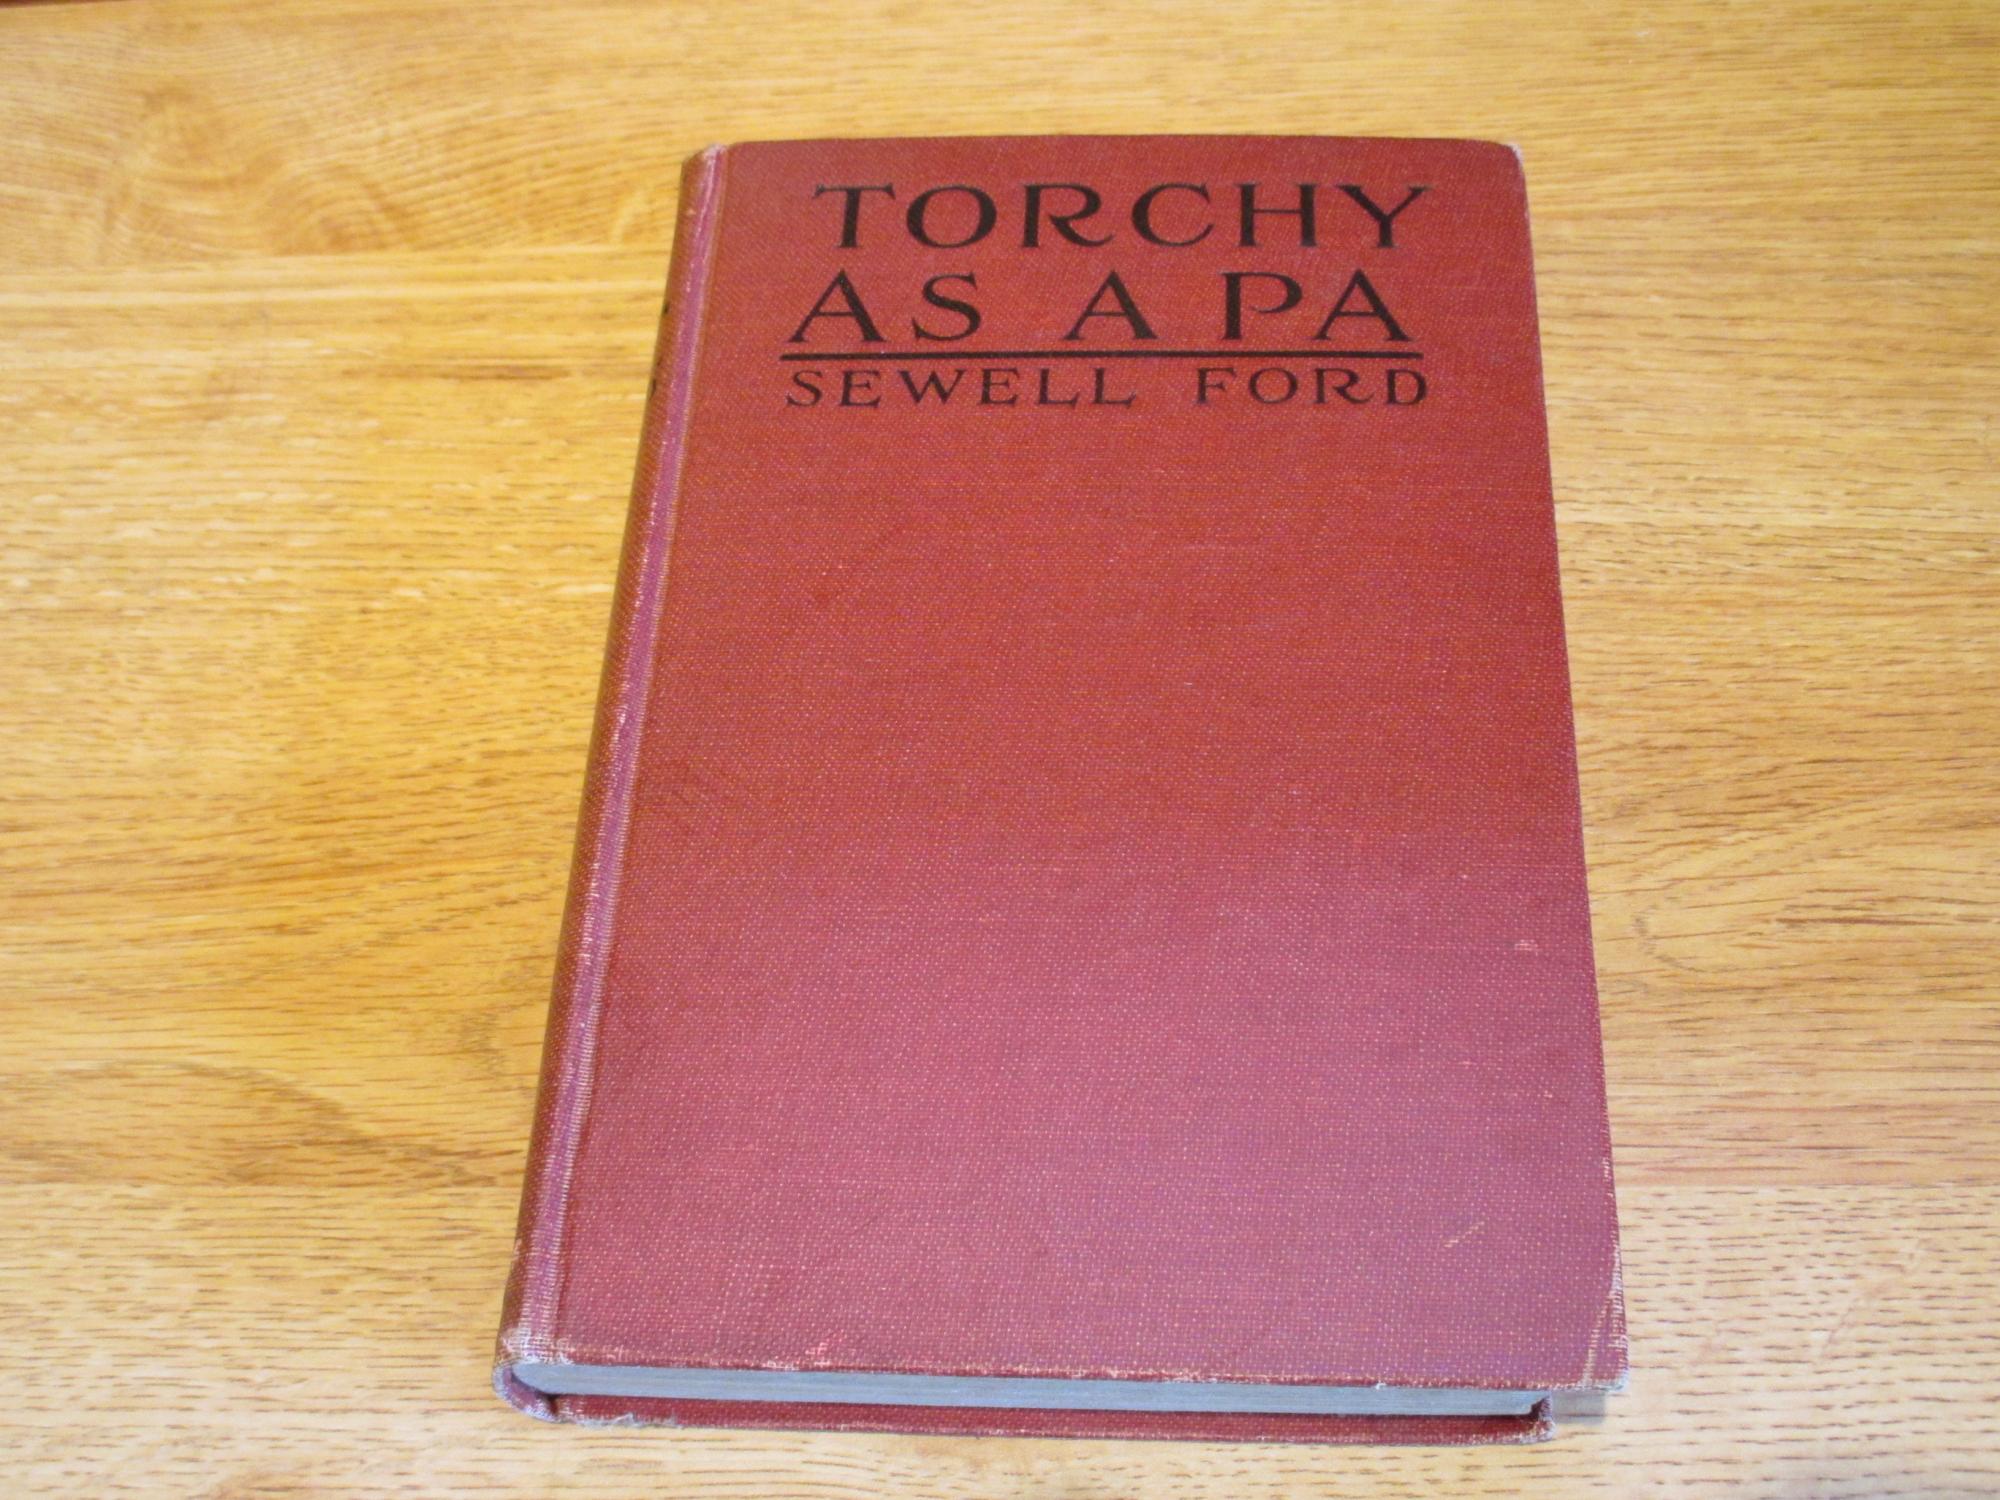 TORCHY
AS A PA
SEWELL FORD